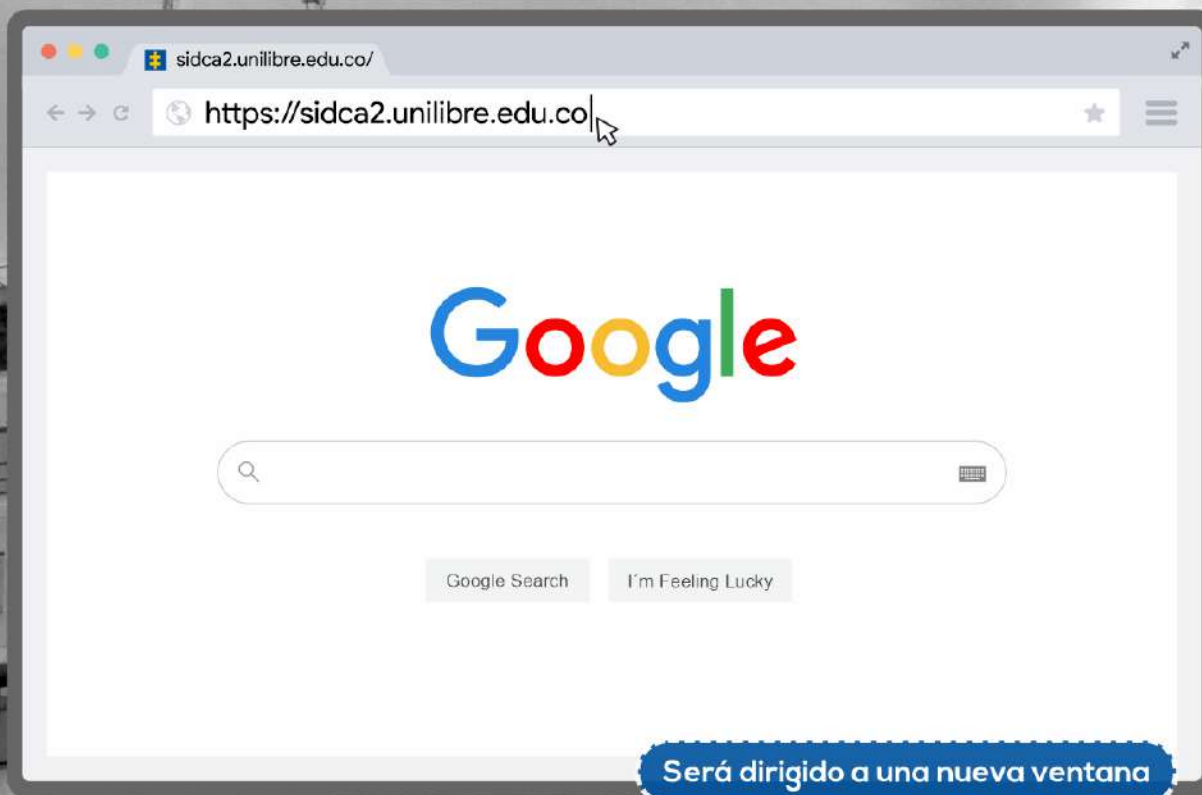 sidca2.unilibre.edu.co/
https://sidca2.unilibre.edu.co
Google
Google Search
I´m Feeling Lucky
Será dirigido a una nueva ventana